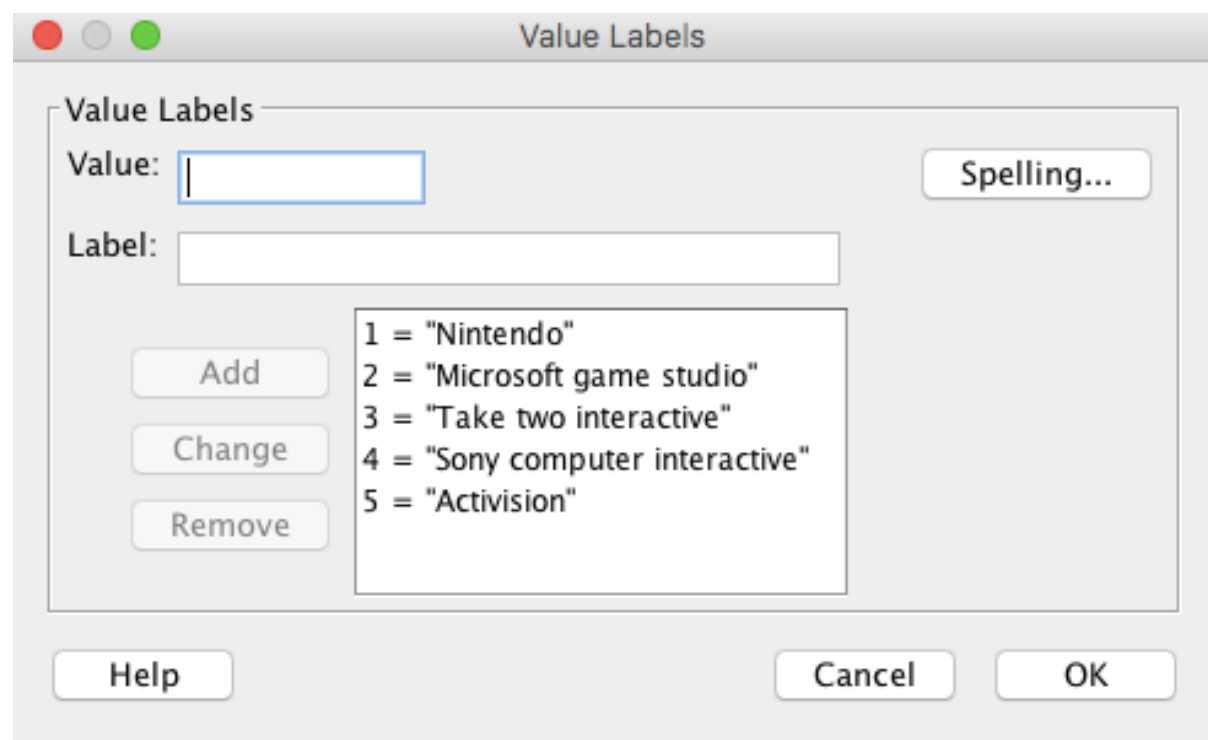 Value Labels
Value Labels
Value:
Spelling...
Label:
1 = "Nintendo"
2 = "Microsoft game studio"
3 = "Take two interactive"
4 = "Sony computer interactive"
5 = "Activision"
Add
Change
Remove
Help
Cancel
OK